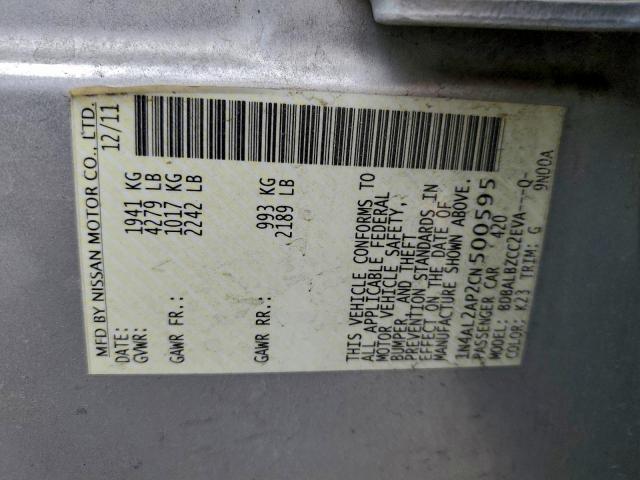 MFD BY NISSAN MOTOR CO., LTD.
DATE: 12/11
GVWR: 1941 KG
4279 LB
GAWR FR.: 1017 KG
2242 LB
GAWR RR.: 993 KG
2189 LB
THIS VEHICLE CONFORMS TO
ALL APPLICABLE FEDERAL
MOTOR VEHICLE SAFETY,
BUMPER, AND THEFT
PREVENTION STANDARDS IN
EFFECT ON THE DATE OF
MANUFACTURE SHOWN ABOVE.
1N4AL2AP2CN500595
PASSENGER CAR 420
MODEL: BDBALBZCC2EVA---Q-
COLOR: K23 TRIM: G 9N00A